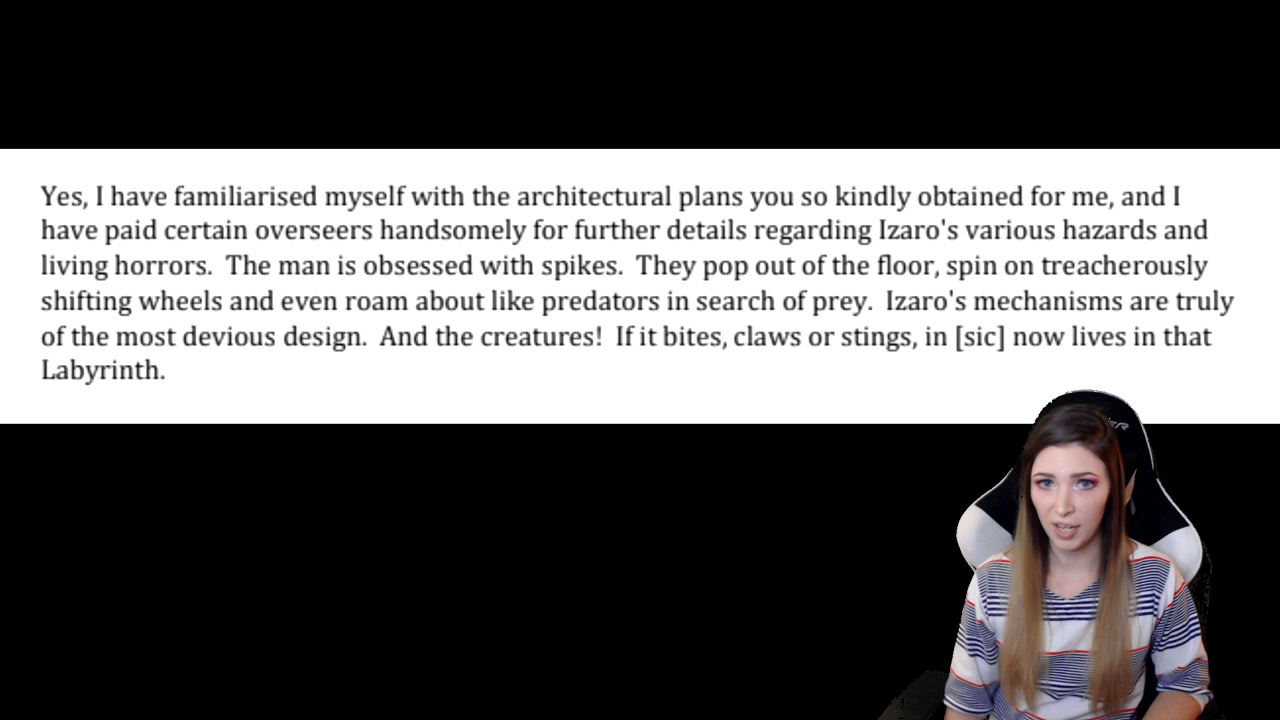 Yes, I have familiarised myself with the architectural plans you so kindly obtained for me, and I
have paid certain overseers handsomely for further details regarding Izaro's various hazards and
living horrors.  The man is obsessed with spikes.  They pop out of the floor, spin on treacherously
shifting wheels and even roam about like predators in search of prey.  Izaro's mechanisms are truly
of the most devious design.  And the creatures!  If it bites, claws or stings, in [sic] now lives in that
Labyrinth.